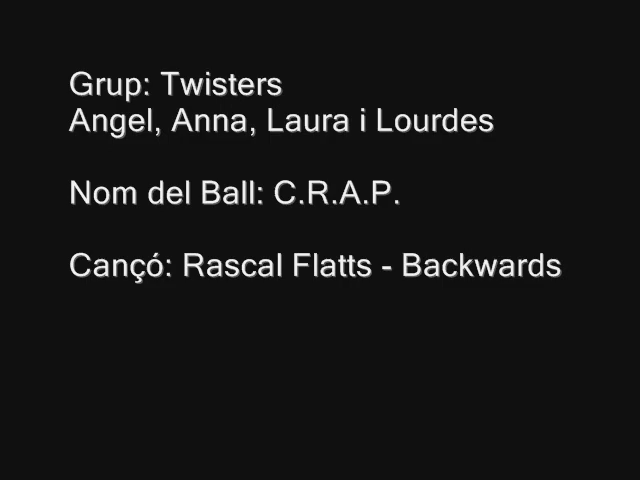 Grup: Twisters
Angel, Anna, Laura i Lourdes
Nom del Ball: C.R.A.P.
Cançó: Rascal Flatts - Backwards